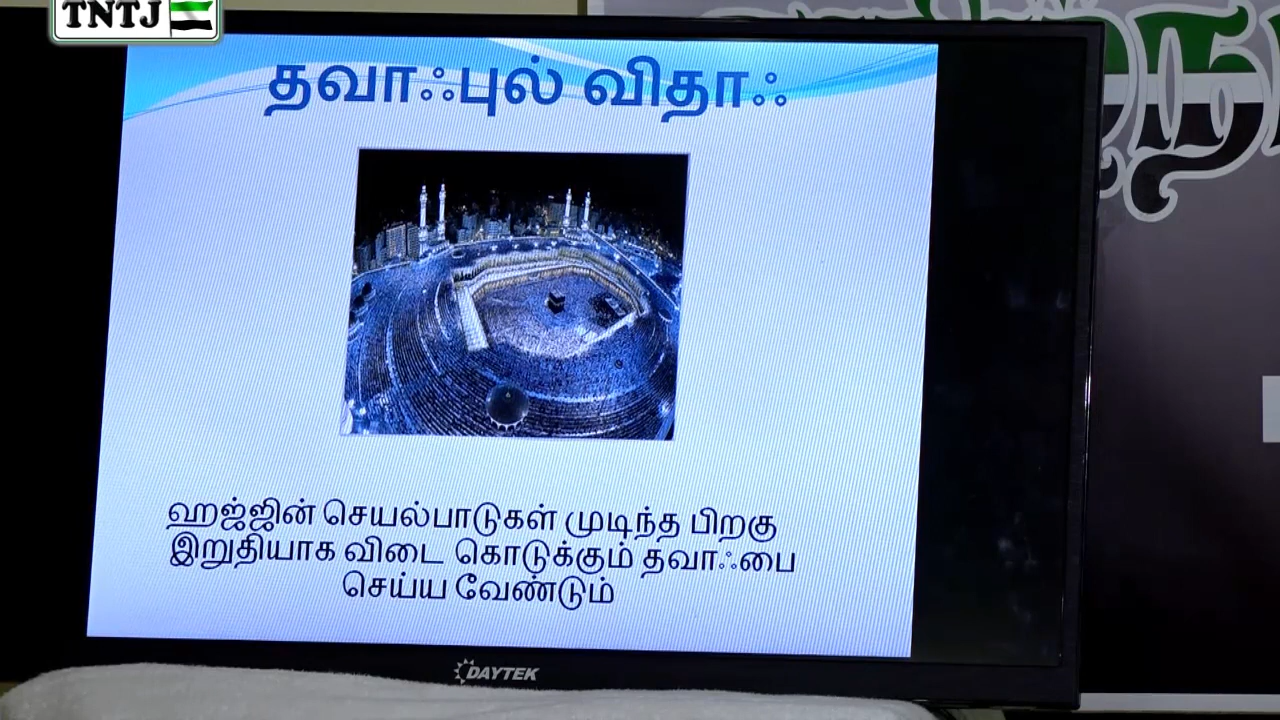 TNTJ
தவாஃபுல் விதாஃ
ஹஜ்ஜின் செயல்பாடுகள் முடிந்த பிறகு
இறுதியாக விடை கொடுக்கும் தவாஃபை
செய்ய வேண்டும்
DAYTEK